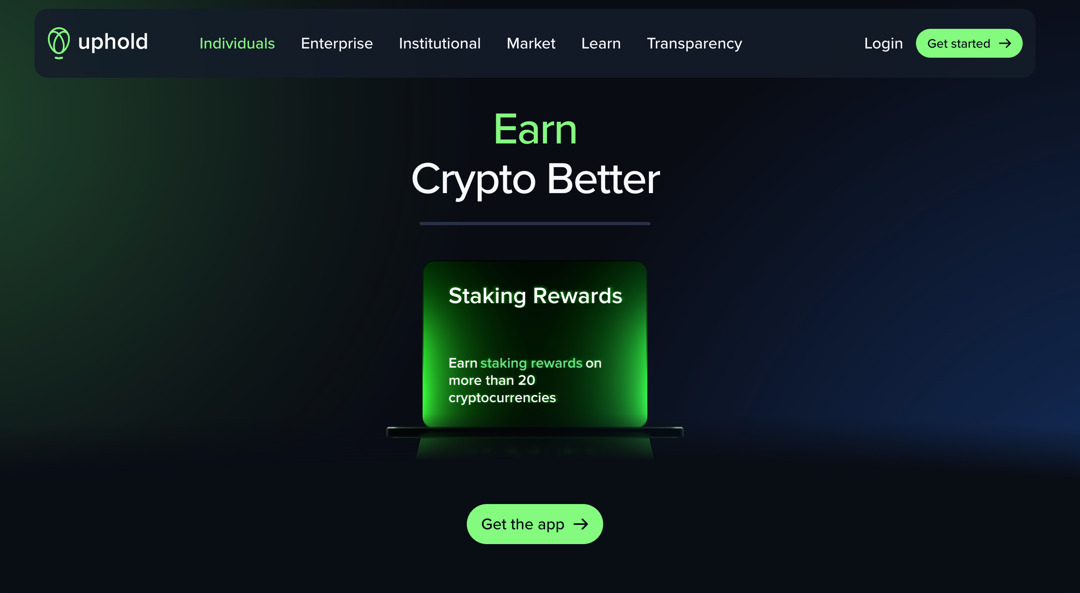 uphold
Individuals
Enterprise
Institutional
Market
Learn
Transparency
Login
Get started
Earn
Crypto Better
Staking Rewards
Earn staking rewards on
more than 20
cryptocurrencies
Get the app